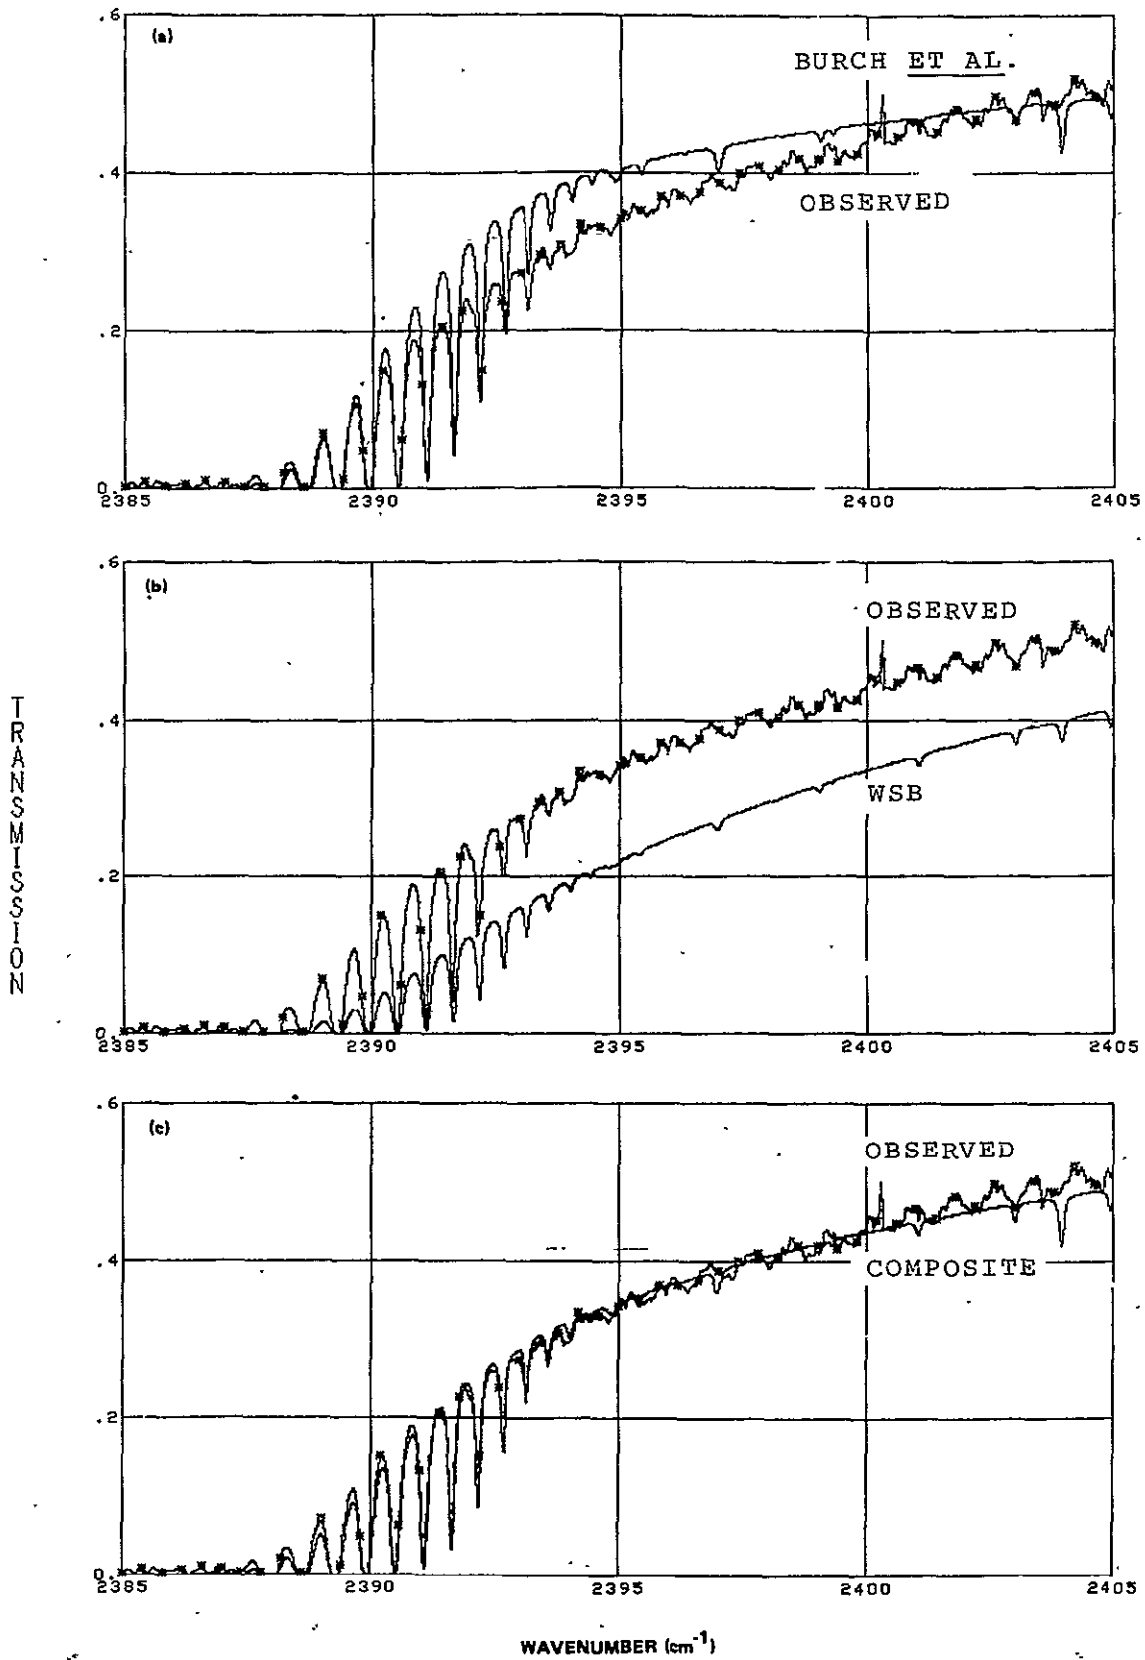 .6
(a)
BURCH ET AL.
.4
OBSERVED
.2
0.
2385 2390 2395 2400 2405
.6
(b)
OBSERVED
.4
WSB
.2
0.
2385 2390 2395 2400 2405
TRANSMISSION
.6
(c)
OBSERVED
.4
COMPOSITE
.2
0.
2385 2390 2395 2400 2405
WAVENUMBER (cm-1)